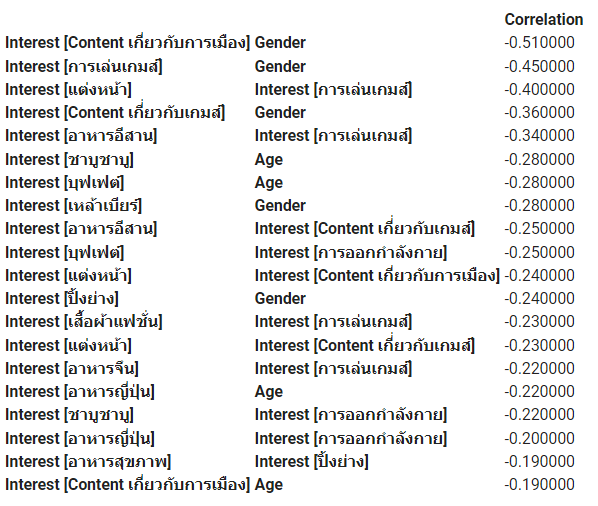 Correlation
Interest [Content เกี่ยวกับการเมือง] Gender -0.510000
Interest [การเล่นเกมส์] Gender -0.450000
Interest [แต่งหน้า] Interest [การเล่นเกมส์] -0.400000
Interest [Content เกี่ยวกับเกมส์] Gender -0.360000
Interest [อาหารอีสาน] Interest [การเล่นเกมส์] -0.340000
Interest [ชาบูชาบู] Age -0.280000
Interest [บุฟเฟต์] Age -0.280000
Interest [เหล้าเบียร์] Gender -0.280000
Interest [อาหารอีสาน] Interest [Content เกี่ยวกับเกมส์] -0.250000
Interest [บุฟเฟต์] Interest [การออกกำลังกาย] -0.250000
Interest [แต่งหน้า] Interest [Content เกี่ยวกับการเมือง] -0.240000
Interest [ปิ้งย่าง] Gender -0.240000
Interest [เสื้อผ้าแฟชั่น] Interest [การเล่นเกมส์] -0.230000
Interest [แต่งหน้า] Interest [Content เกี่ยวกับเกมส์] -0.230000
Interest [อาหารจีน] Interest [การเล่นเกมส์] -0.220000
Interest [อาหารญี่ปุ่น] Age -0.220000
Interest [ชาบูชาบู] Interest [การออกกำลังกาย] -0.220000
Interest [อาหารญี่ปุ่น] Interest [การออกกำลังกาย] -0.200000
Interest [อาหารสุขภาพ] Interest [ปิ้งย่าง] -0.190000
Interest [Content เกี่ยวกับการเมือง] Age -0.190000